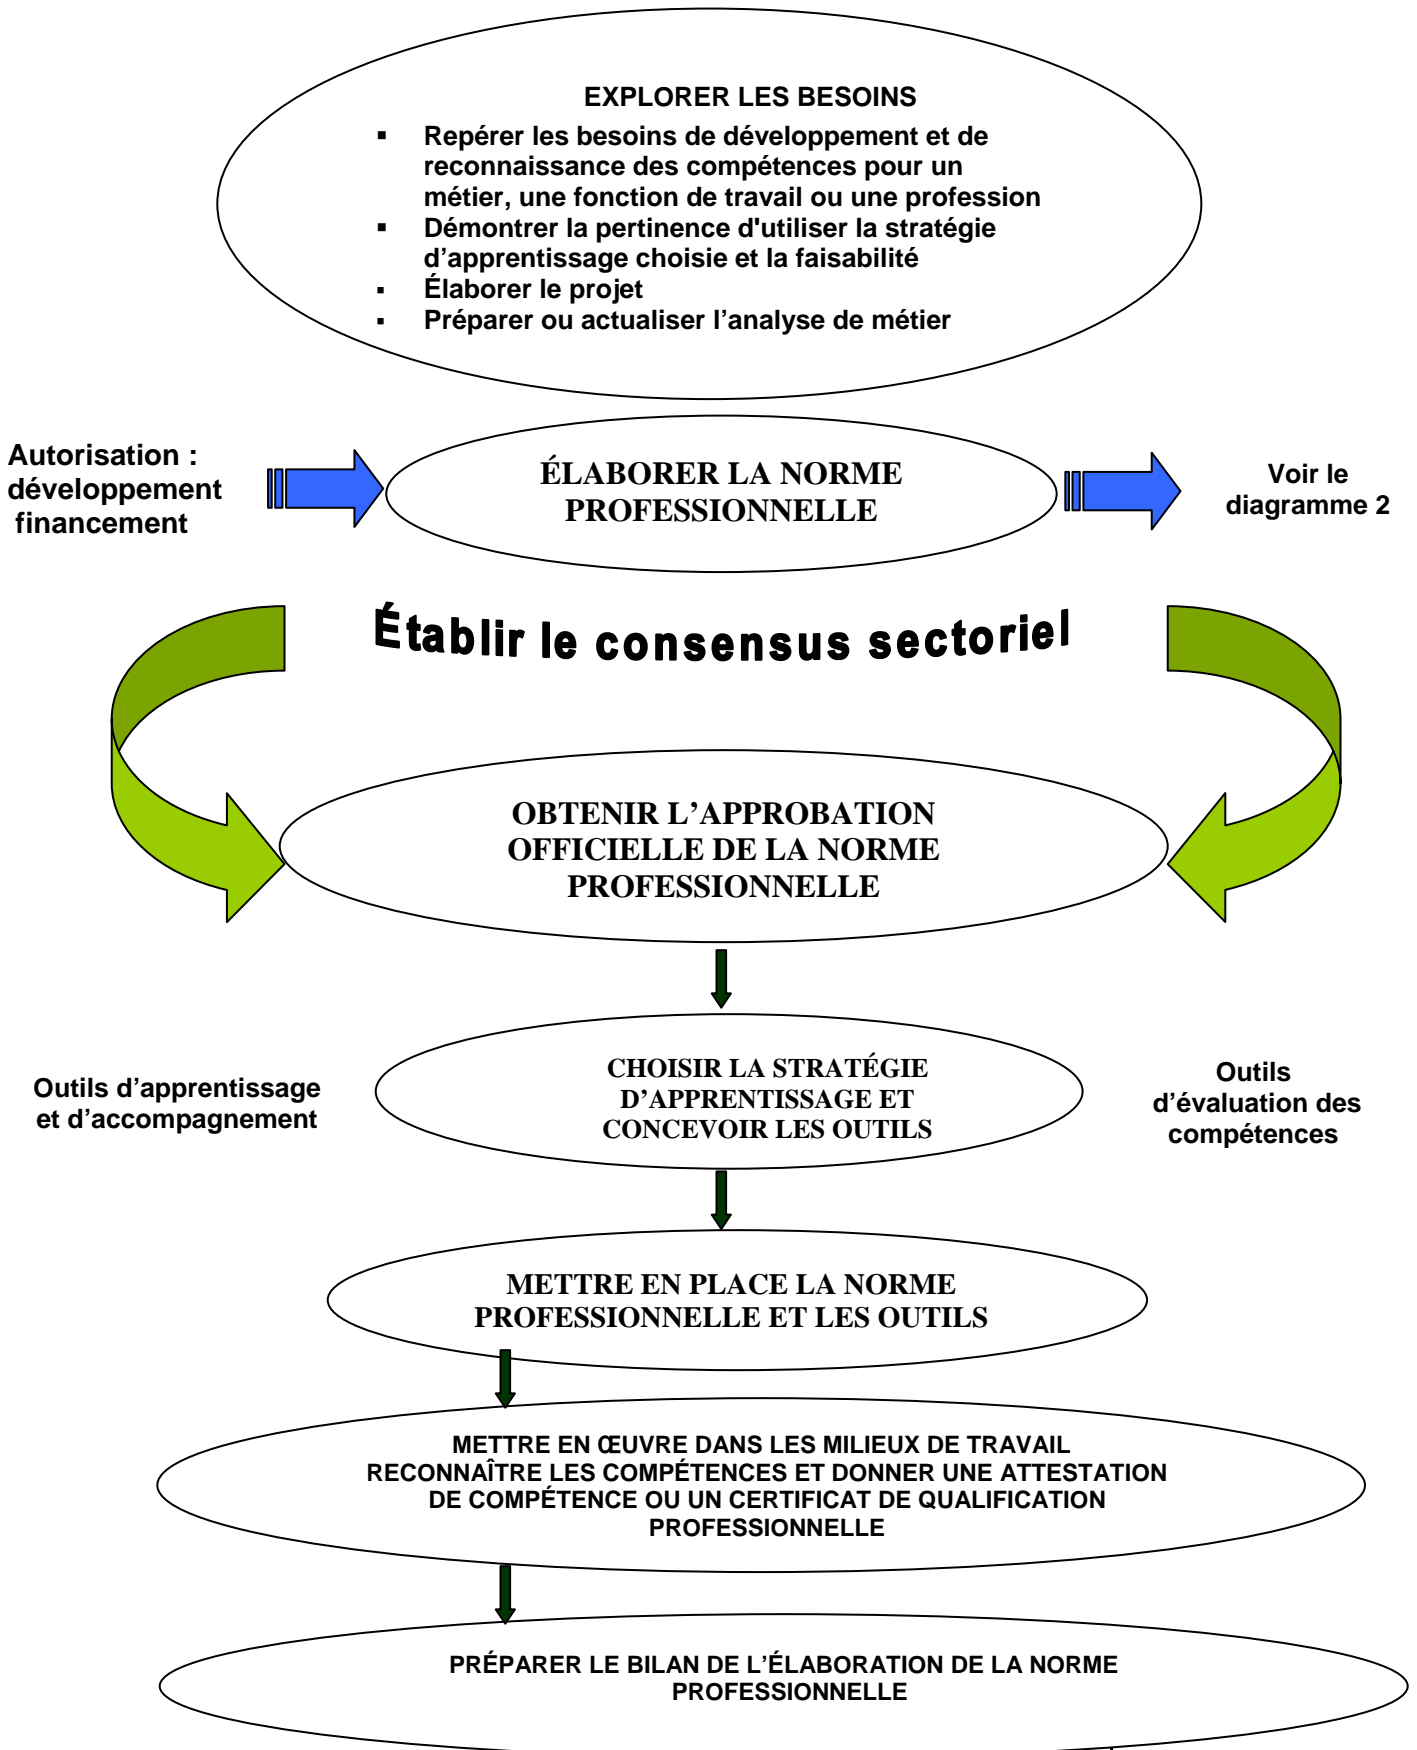 EXPLORER LES BESOINS
▪ Repérer les besoins de développement et de
reconnaissance des compétences pour un
métier, une fonction de travail ou une profession
▪ Démontrer la pertinence d'utiliser la stratégie
d’apprentissage choisie et la faisabilité
▪ Élaborer le projet
▪ Préparer ou actualiser l’analyse de métier
Autorisation :
développement
financement
ÉLABORER LA NORME
PROFESSIONNELLE
Voir le
diagramme 2
Établir le consensus sectoriel
OBTENIR L’APPROBATION
OFFICIELLE DE LA NORME
PROFESSIONNELLE
Outils d’apprentissage
et d’accompagnement
CHOISIR LA STRATÉGIE
D’APPRENTISSAGE ET
CONCEVOIR LES OUTILS
Outils
d’évaluation des
compétences
METTRE EN PLACE LA NORME
PROFESSIONNELLE ET LES OUTILS
METTRE EN ŒUVRE DANS LES MILIEUX DE TRAVAIL
RECONNAÎTRE LES COMPÉTENCES ET DONNER UNE ATTESTATION
DE COMPÉTENCE OU UN CERTIFICAT DE QUALIFICATION
PROFESSIONNELLE
PRÉPARER LE BILAN DE L’ÉLABORATION DE LA NORME
PROFESSIONNELLE